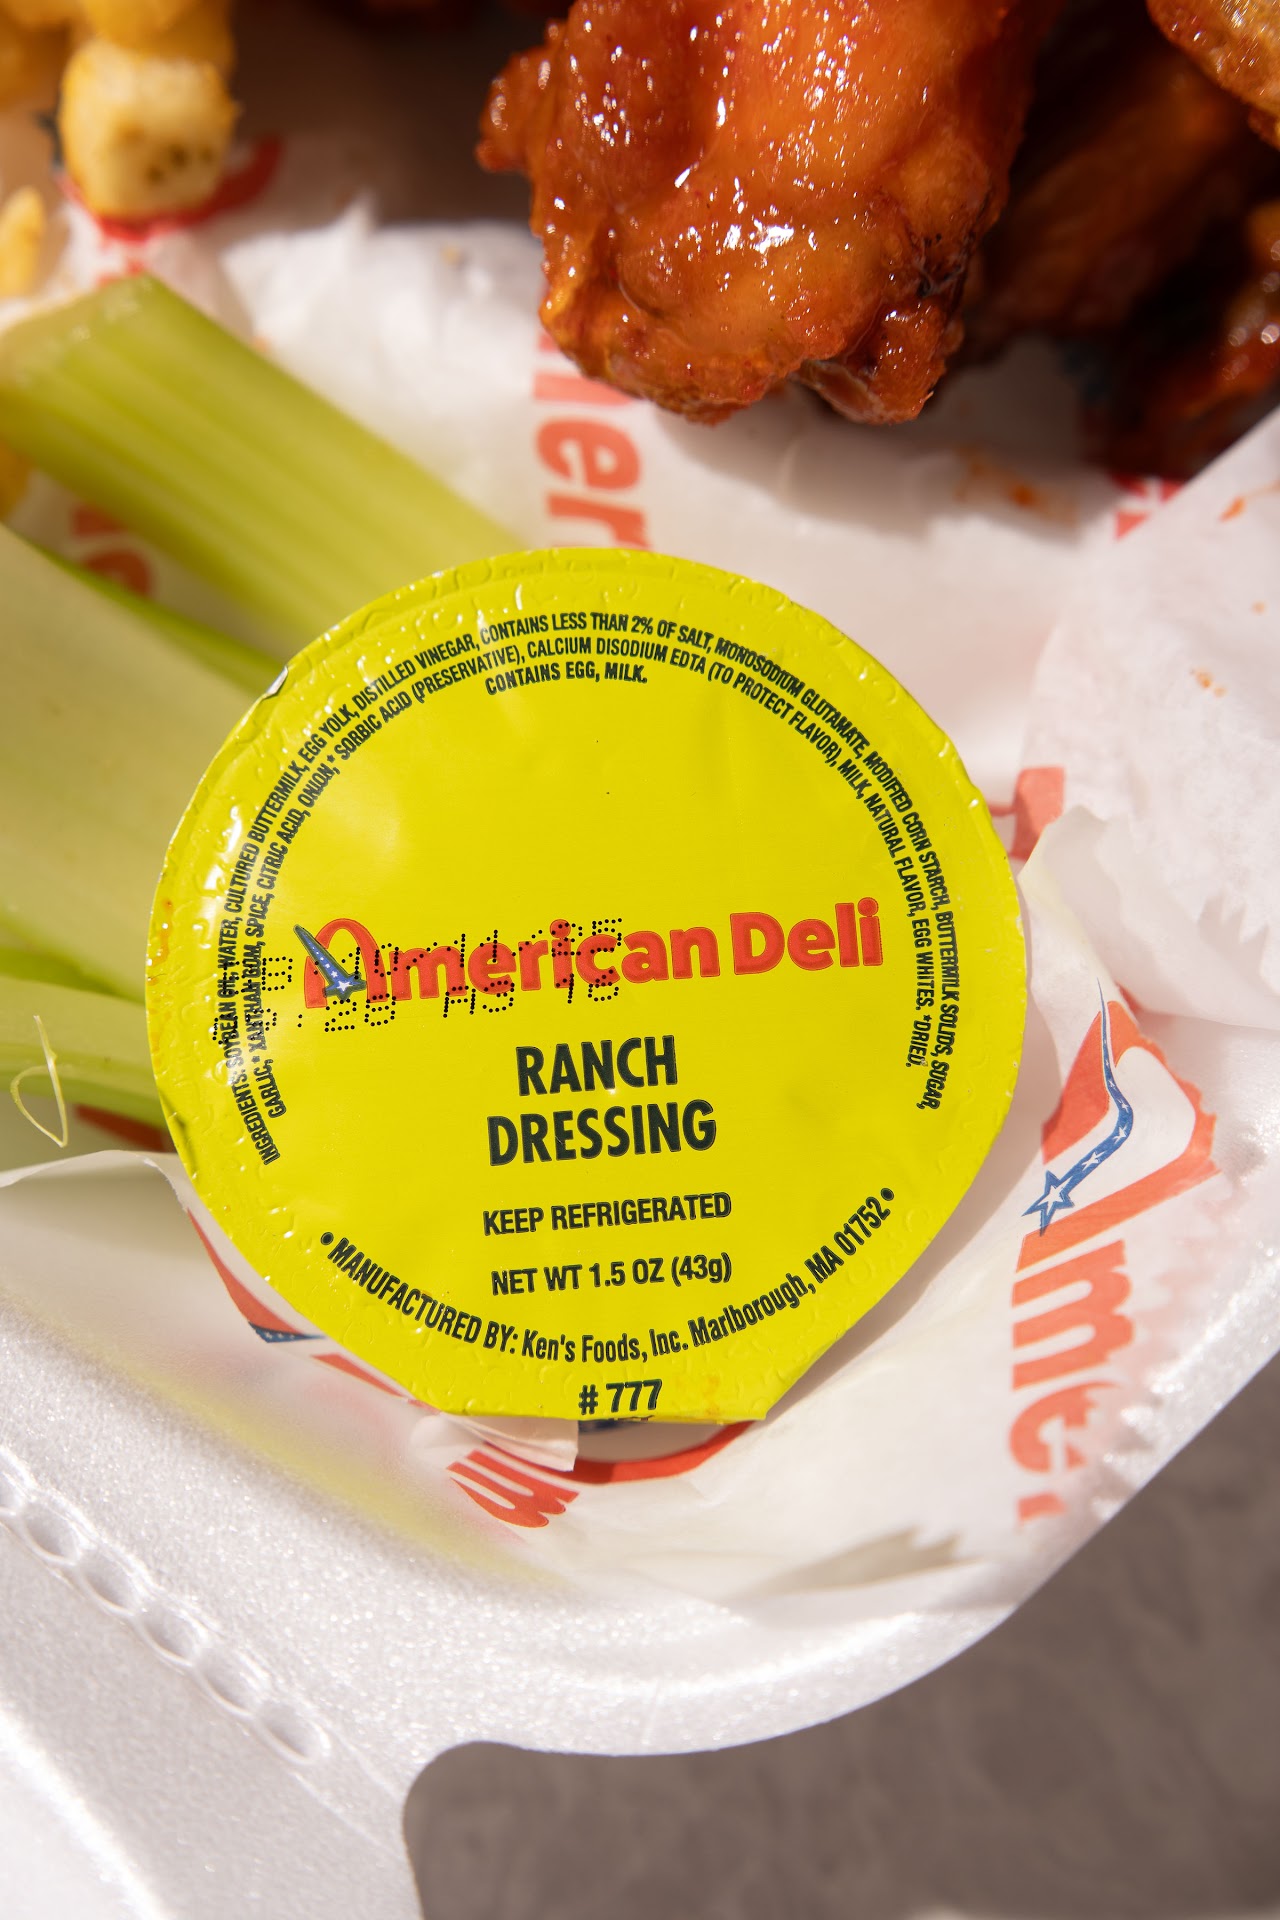 INGREDIENTS: SOYBEAN OIL, WATER, CULTURED BUTTERMILK, EGG YOLK, DISTILLED VINEGAR, CONTAINS LESS THAN 2% OF SALT, MONOSODIUM GLUTAMATE, MODIFIED CORN STARCH, BUTTERMILK SOLIDS, SUGAR,
GARLIC,* XANTHAN GUM, SPICE, CITRIC ACID, ONION,* SORBIC ACID (PRESERVATIVE), CALCIUM DISODIUM EDTA (TO PROTECT FLAVOR), MILK, NATURAL FLAVOR, EGG WHITES. *DRIED.
CONTAINS EGG, MILK.
American Deli
RANCH
DRESSING
KEEP REFRIGERATED
NET WT 1.5 OZ (43g)
• MANUFACTURED BY: Ken's Foods, Inc. Marlborough, MA 01752 •
# 777